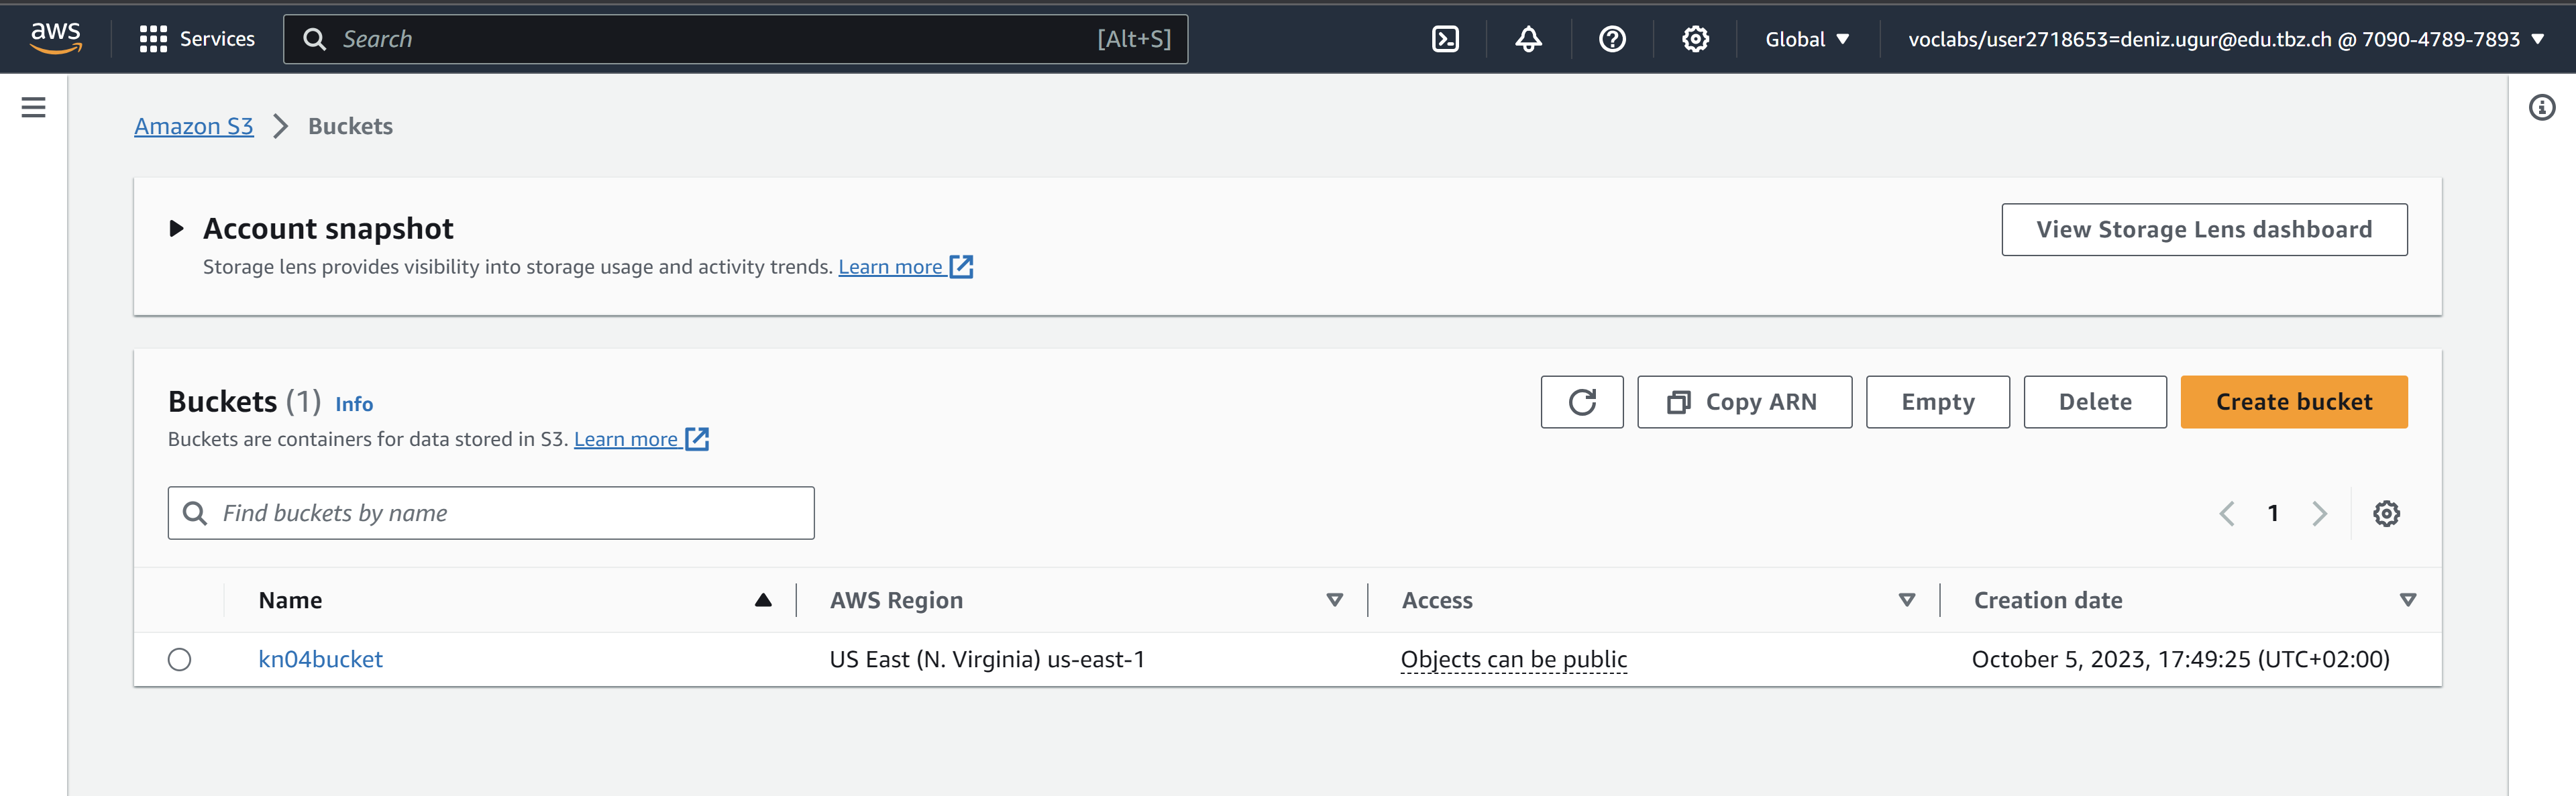 aws Services Search [Alt+S] Global voclabs/user2718653=deniz.ugur@edu.tbz.ch @ 7090-4789-7893
Amazon S3 Buckets
Account snapshot View Storage Lens dashboard
Storage lens provides visibility into storage usage and activity trends. Learn more
Buckets (1) Info Copy ARN Empty Delete Create bucket
Buckets are containers for data stored in S3. Learn more
Find buckets by name 1
Name AWS Region Access Creation date
kn04bucket US East (N. Virginia) us-east-1 Objects can be public October 5, 2023, 17:49:25 (UTC+02:00)